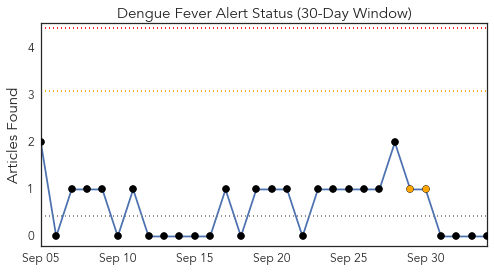 Dengue Fever Alert Status (30-Day Window)
Articles Found
4
3
2
1
0
Sep 05 Sep 10 Sep 15 Sep 20 Sep 25 Sep 30